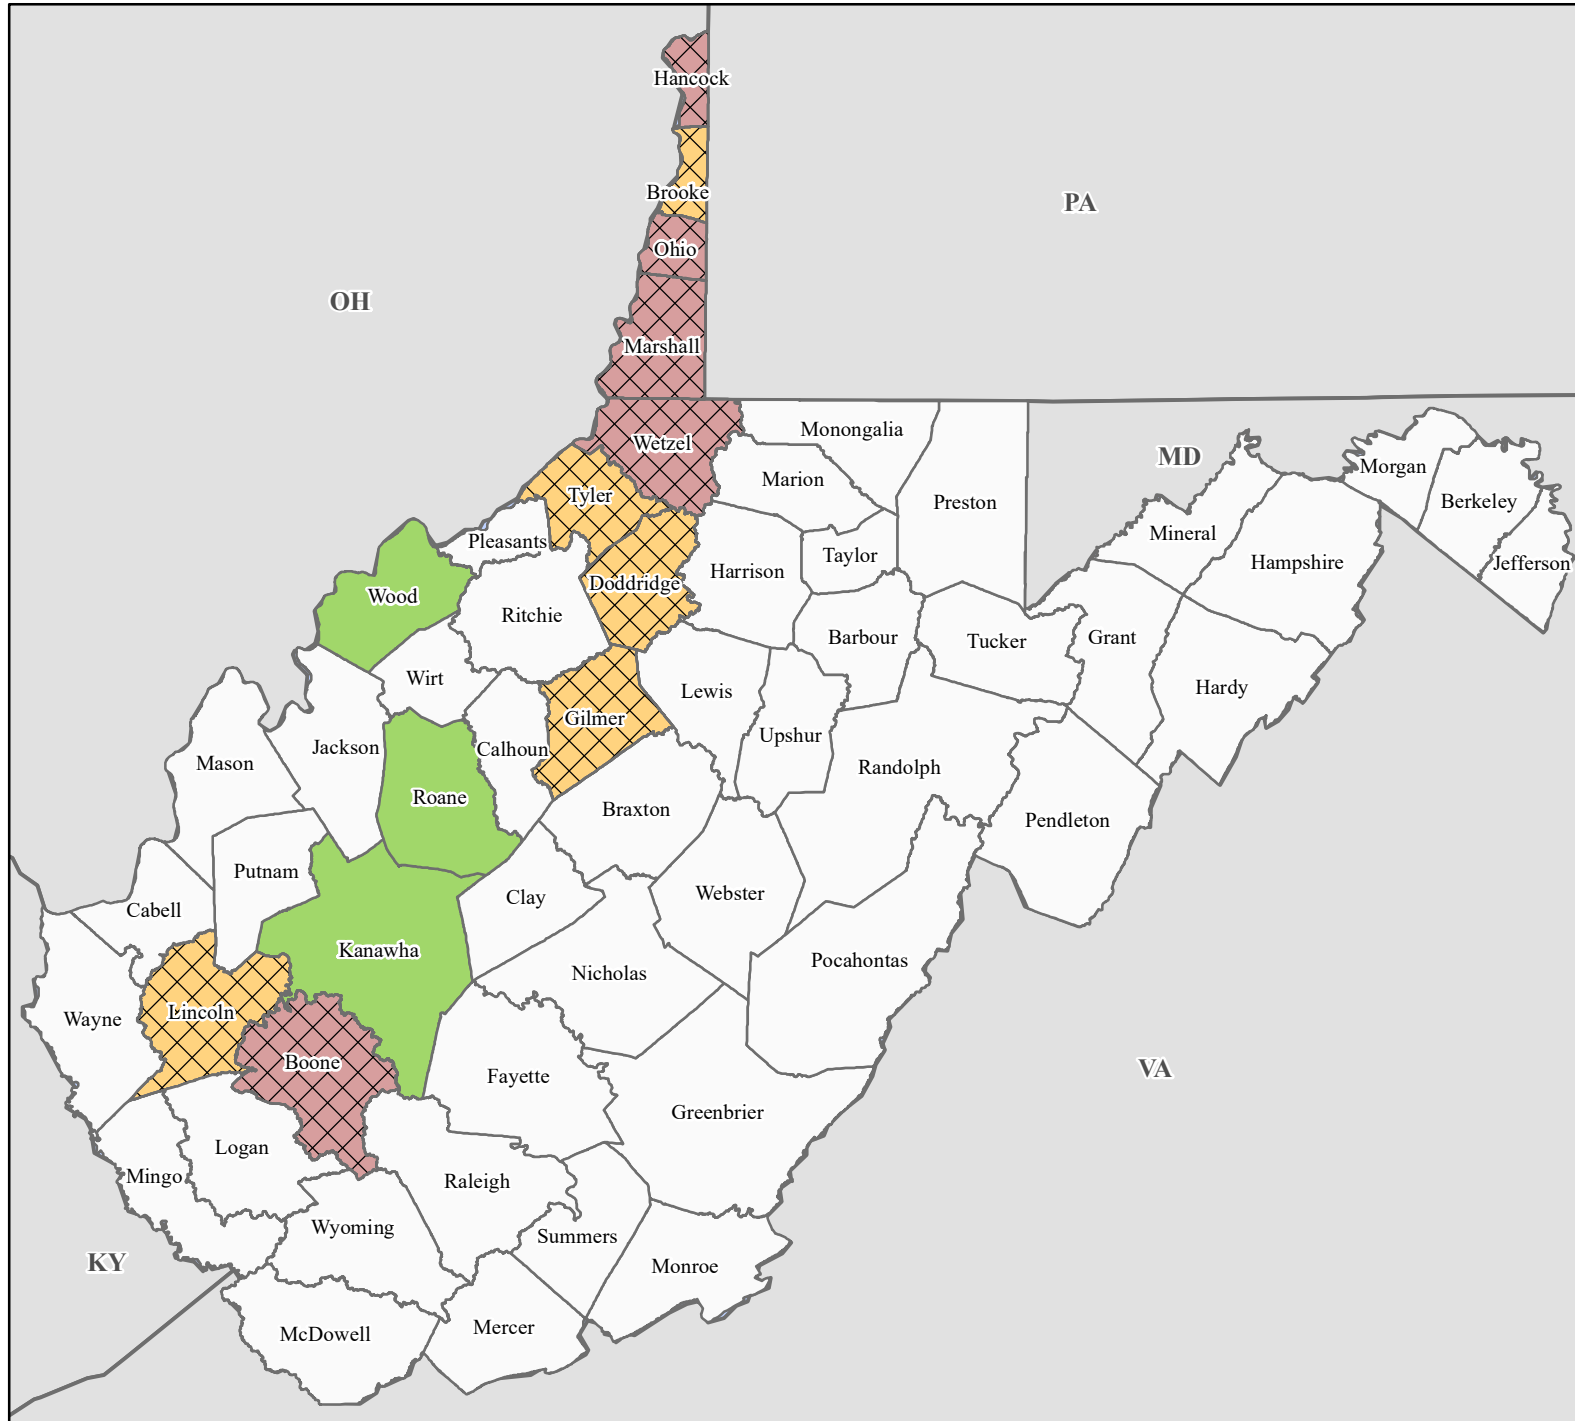 Hancock
Brooke
PA
Ohio
OH
Marshall
Monongalia
Wetzel
MD
Morgan
Marion
Tyler
Preston
Berkeley
Mineral
Pleasants
Taylor
Hampshire
Jefferson
Harrison
Doddridge
Wood
Ritchie
Barbour
Grant
Tucker
Wirt
Lewis
Hardy
Gilmer
Upshur
Jackson
Calhoun
Mason
Randolph
Roane
Braxton
Pendleton
Putnam
Webster
Clay
Cabell
Kanawha
Pocahontas
Nicholas
Lincoln
Wayne
Boone
VA
Fayette
Greenbrier
Logan
Mingo
Raleigh
Wyoming
Summers
KY
Monroe
Mercer
McDowell